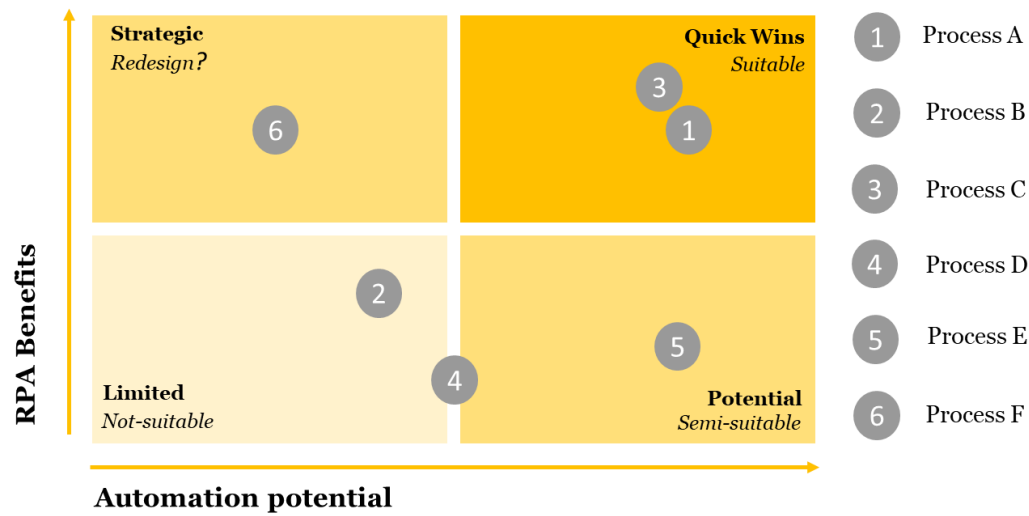 Strategic
Redesign?
Quick Wins
Suitable
3
1
6
2
5
4
Limited
Not-suitable
Potential
Semi-suitable
RPA Benefits
Automation potential
1 Process A
2 Process B
3 Process C
4 Process D
5 Process E
6 Process F